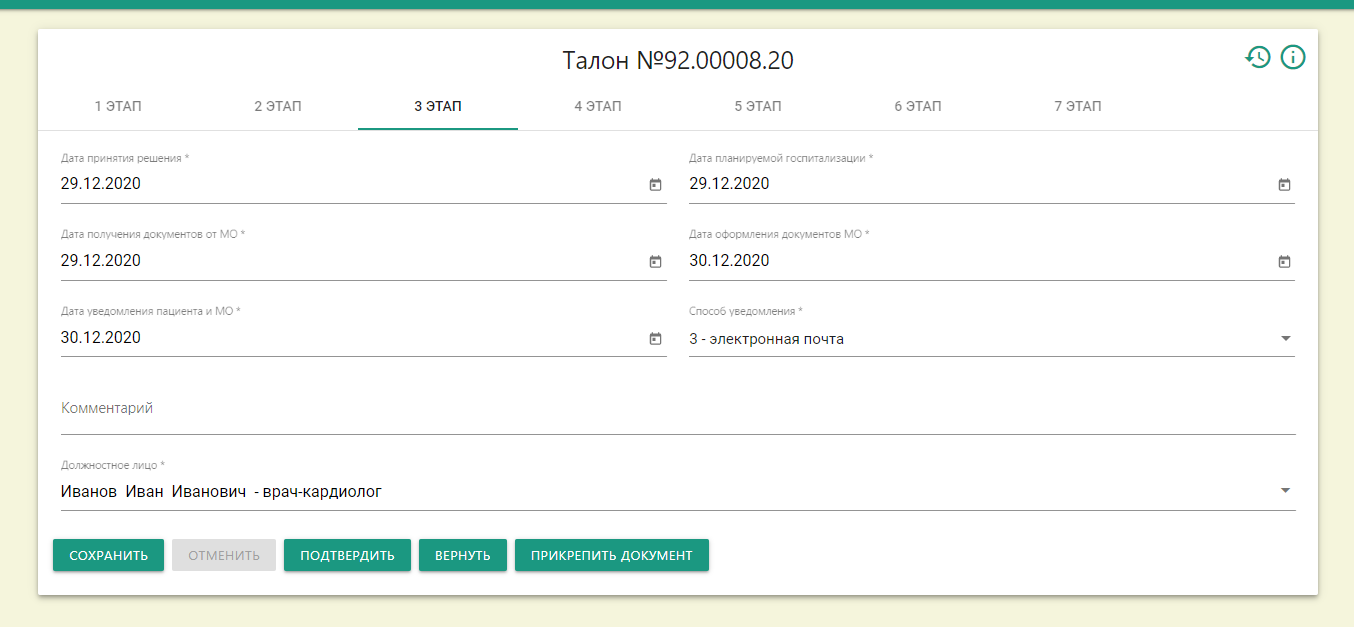 Талон №92.00008.20
1 ЭТАП 2 ЭТАП 3 ЭТАП 4 ЭТАП 5 ЭТАП 6 ЭТАП 7 ЭТАП
Дата принятия решения * Дата планируемой госпитализации *
29.12.2020 29.12.2020
Дата получения документов от МО * Дата оформления документов МО *
29.12.2020 30.12.2020
Дата уведомления пациента и МО * Способ уведомления *
30.12.2020 3 - электронная почта
Комментарий
Должностное лицо *
Иванов Иван Иванович - врач-кардиолог
СОХРАНИТЬ ОТМЕНИТЬ ПОДТВЕРДИТЬ ВЕРНУТЬ ПРИКРЕПИТЬ ДОКУМЕНТ